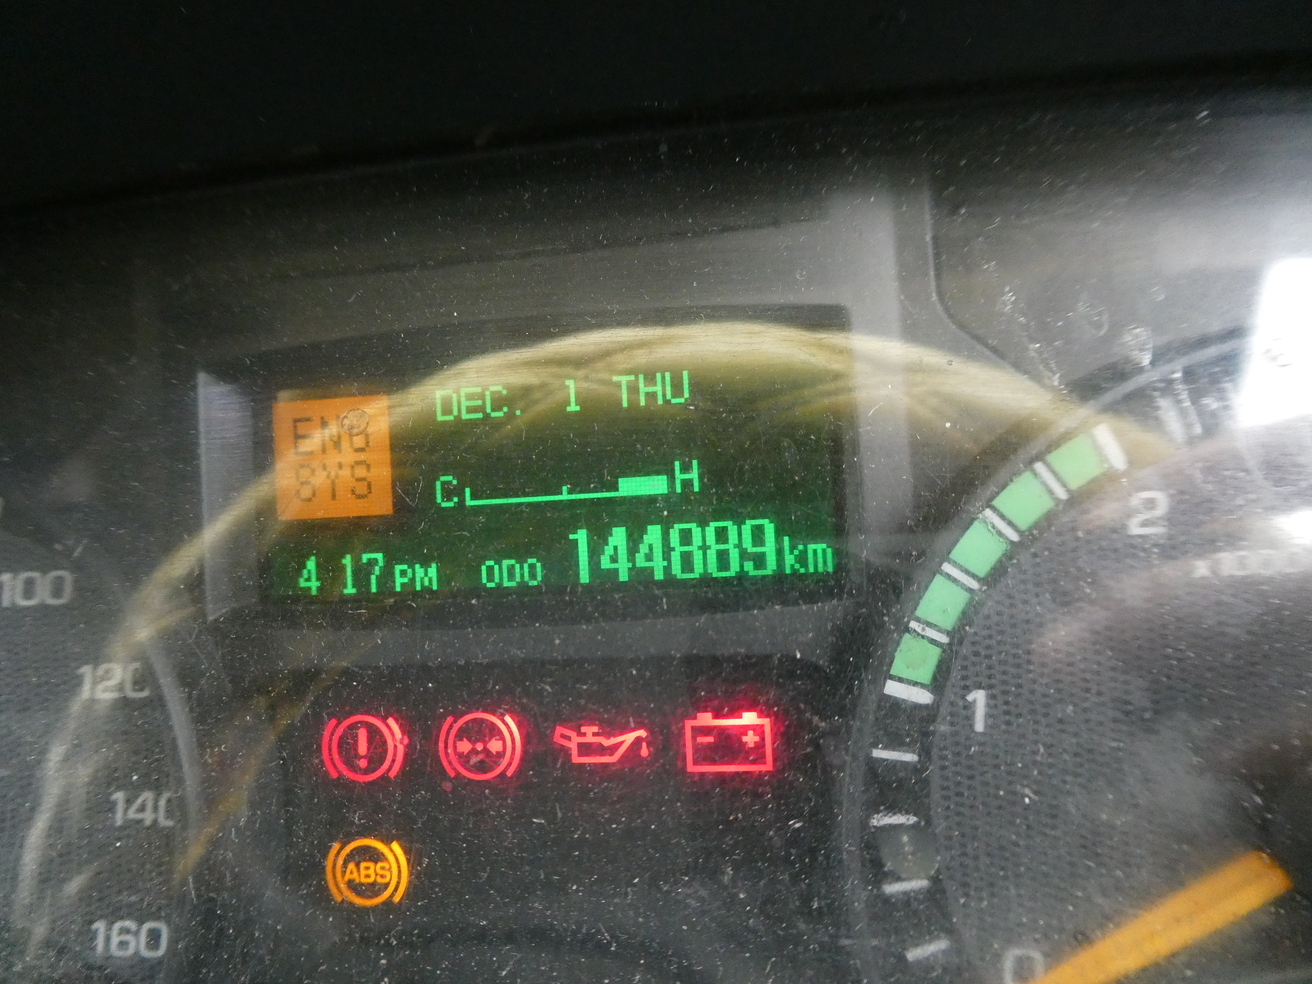 DEC. 1 THU
ENG
SYS
C H
4 17 PM ODO 144889 km
100
120
140
160
ABS
2
1
0